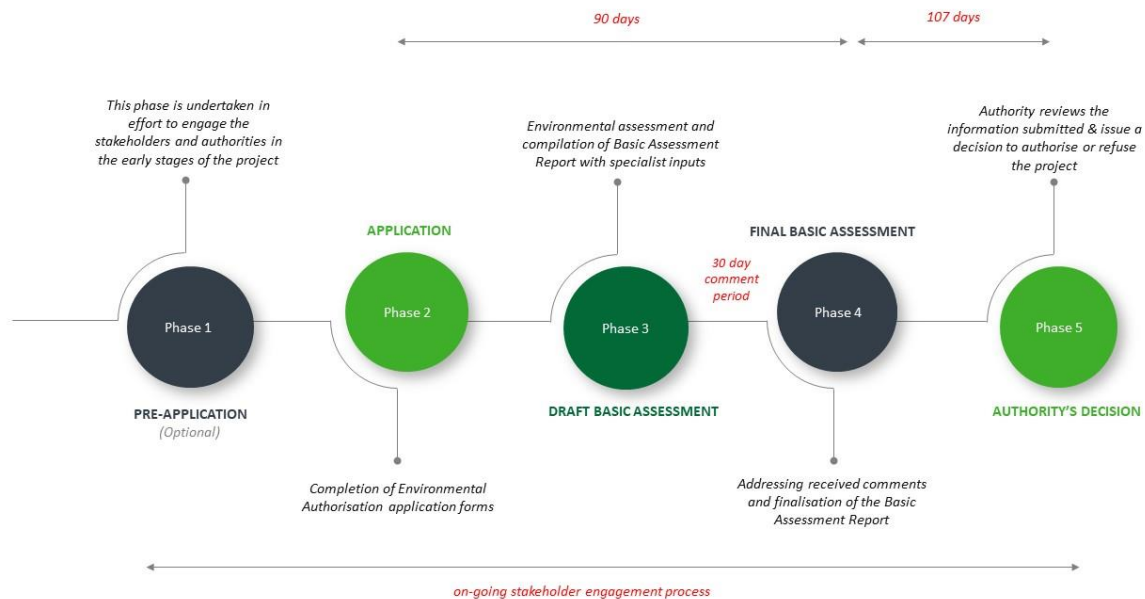 90 days
107 days
This phase is undertaken in
effort to engage the
stakeholders and authorities in
the early stages of the project
Environmental assessment and
compilation of Basic Assessment
Report with specialist inputs
Authority reviews the
information submitted & issue a
decision to authorise or refuse
the project
APPLICATION
FINAL BASIC ASSESSMENT
30 day
comment
period
Phase 1
Phase 2
Phase 3
Phase 4
Phase 5
PRE-APPLICATION
(Optional)
DRAFT BASIC ASSESSMENT
AUTHORITY'S DECISION
Completion of Environmental
Authorisation application forms
Addressing received comments
and finalisation of the Basic
Assessment Report
on-going stakeholder engagement process